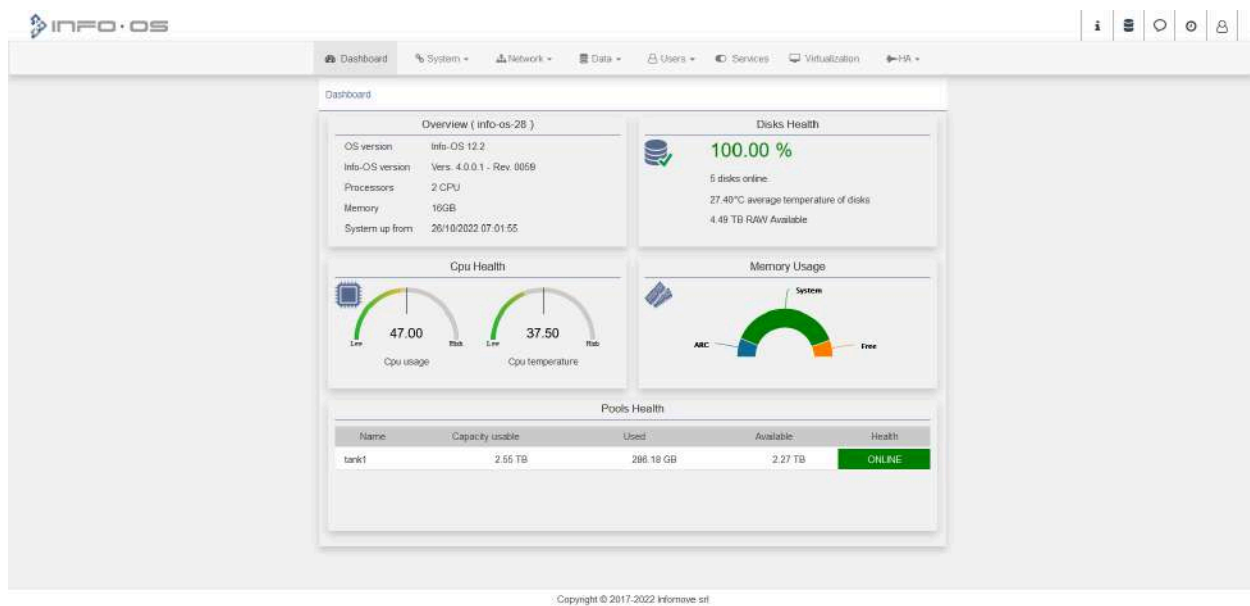 INFO·OS
Dashboard System Network Data Users Services Virtualization HA
Dashboard
Overview ( info-os-28 )
OS version Info-OS 12.2
Info-OS version Vers. 4.0.0.1 - Rev. 0059
Processors 2 CPU
Memory 16GB
System up from 26/10/2022 07:01:55
Disks Health
100.00 %
5 disks online.
27.40°C average temperature of disks
4.49 TB RAW Available
Cpu Health
47.00
Low High
Cpu usage
37.50
Low High
Cpu temperature
Memory Usage
System
ARC
Free
Pools Health
Name Capacity usable Used Available Health
tank1 2.55 TB 286.18 GB 2.27 TB ONLINE
Copyright © 2017-2022 Infornove srl